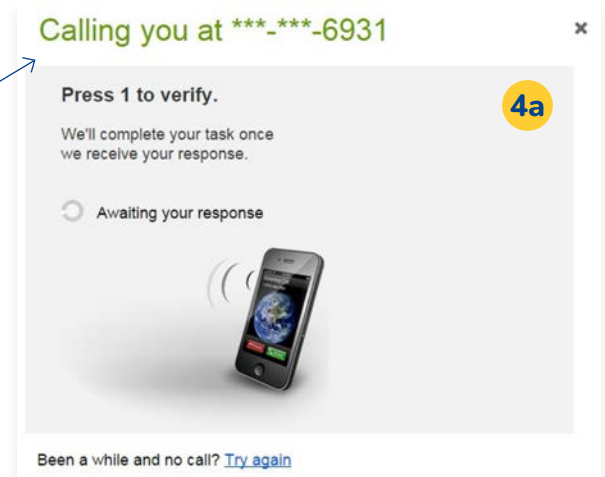 Calling you at ***-***-6931
×
Press 1 to verify.
4a
We'll complete your task once
we receive your response.
Awaiting your response
Been a while and no call? Try again